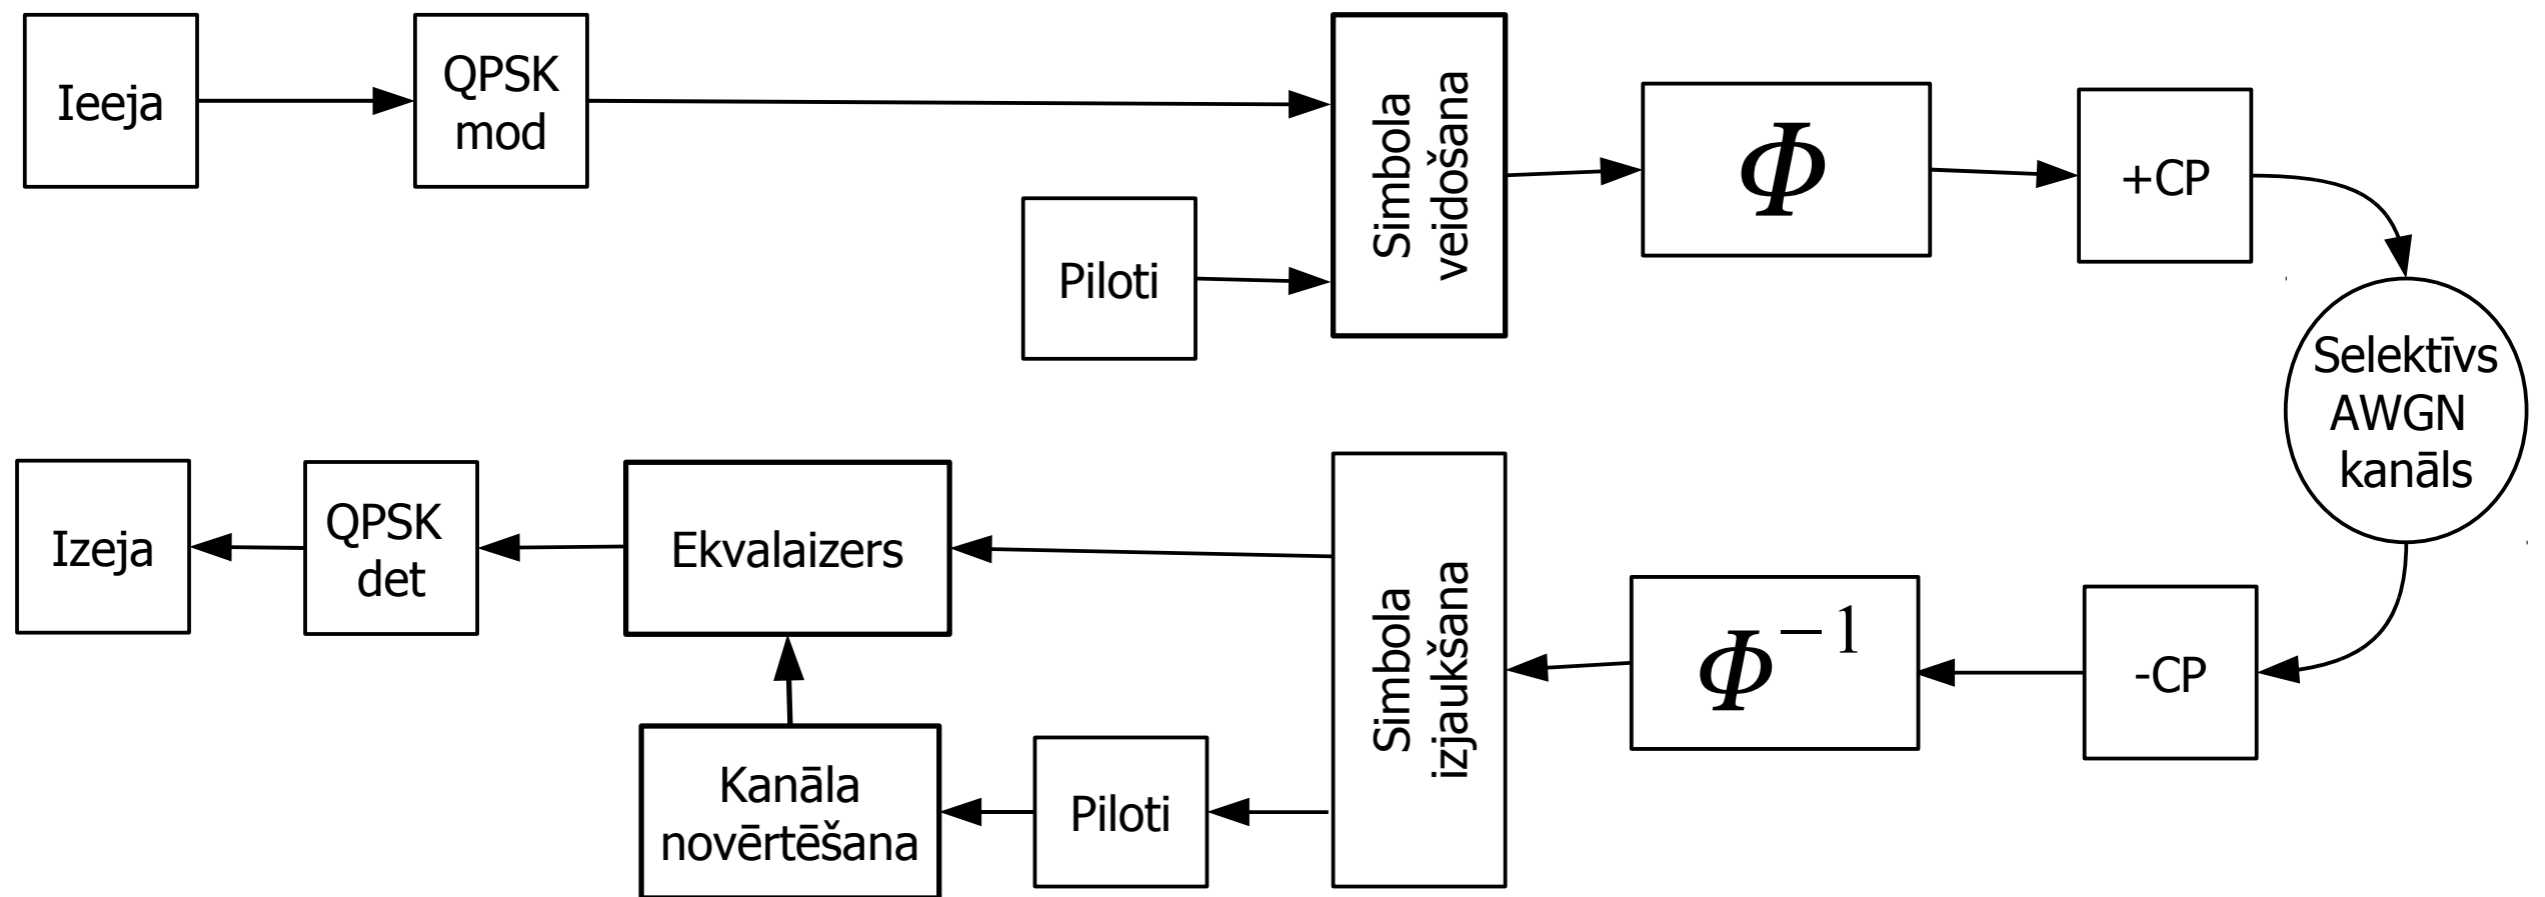 Ieeja
QPSK
mod
Piloti
Simbola
veidošana
Φ
+CP
Selektīvs
AWGN
kanāls
-CP
Φ⁻¹
Simbola
izjaukšana
Piloti
Kanāla
novērtēšana
Ekvalaizers
QPSK
det
Izeja